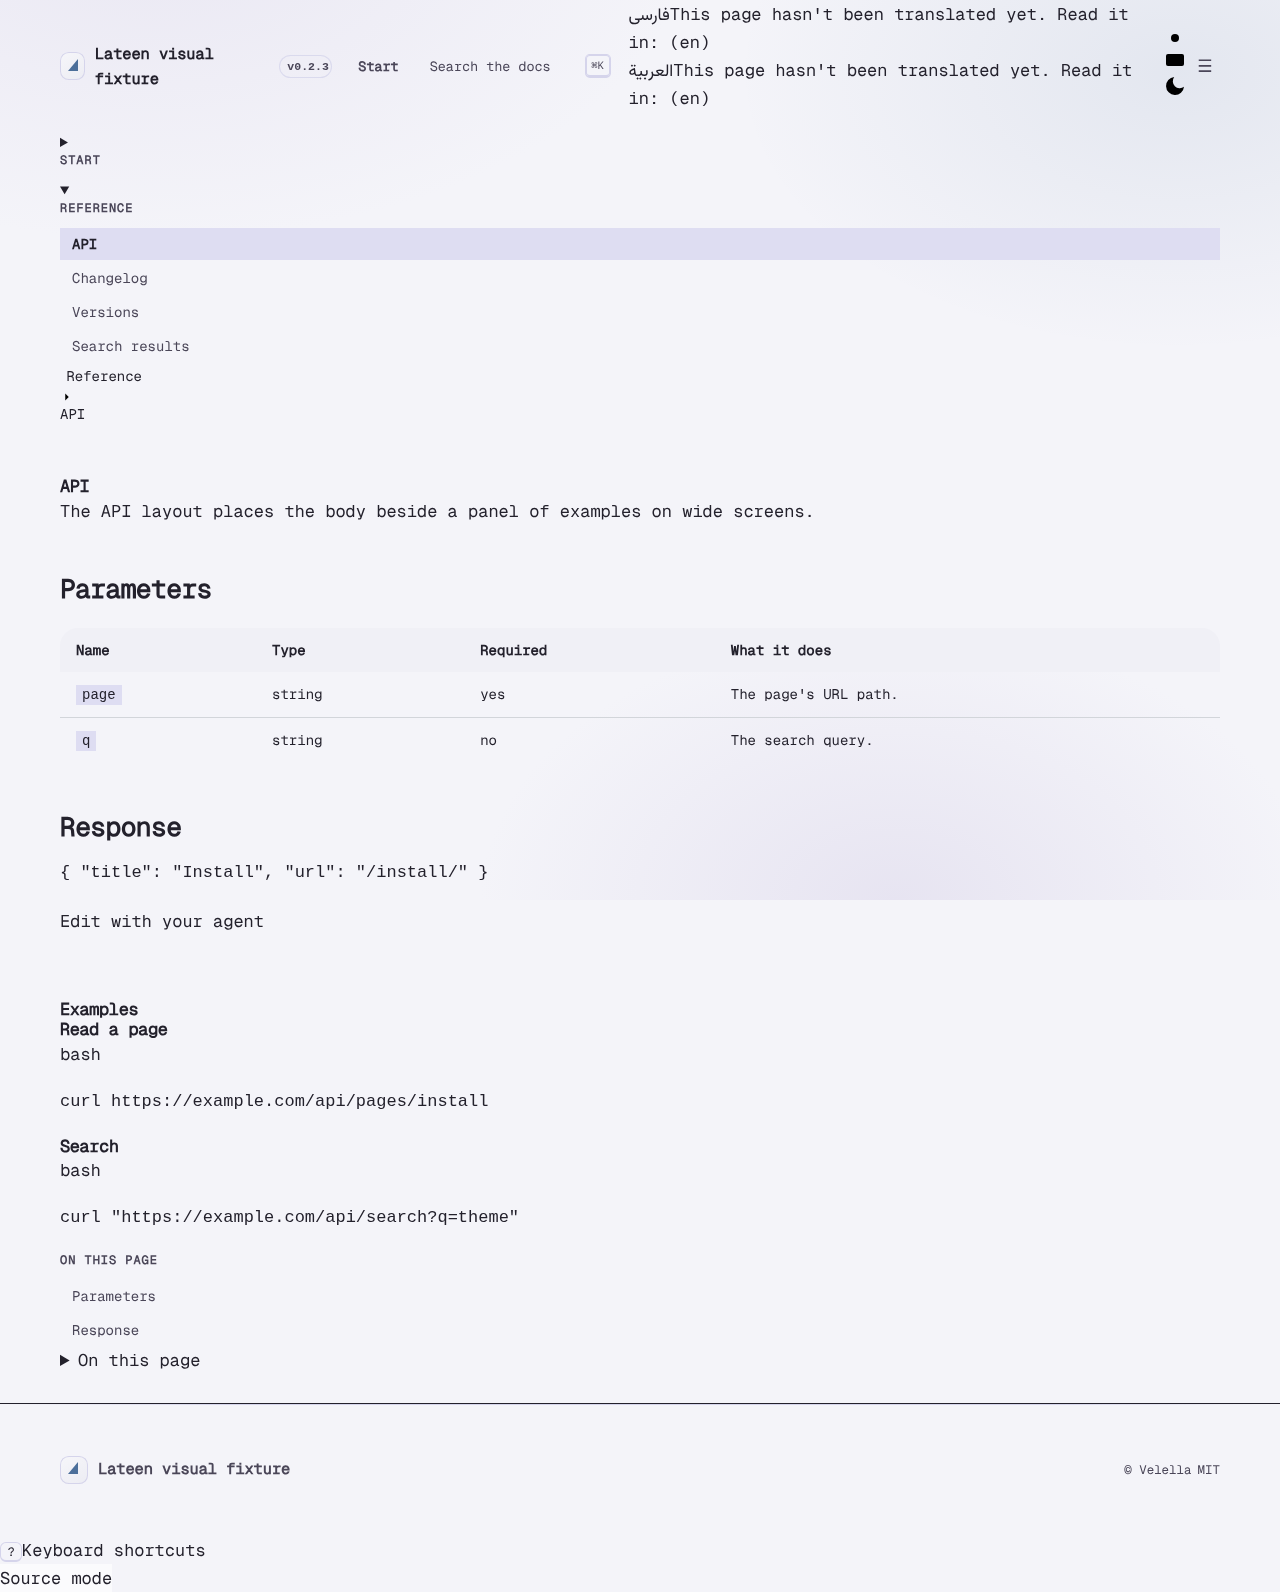 Lateen visual
fixture
v0.2.3
Start
Search the docs
⌘K
فارسیThis page hasn't been translated yet. Read it
in: (en)
العربيةThis page hasn't been translated yet. Read it
in: (en)
START
REFERENCE
API
Changelog
Versions
Search results
Reference
API
API
The API layout places the body beside a panel of examples on wide screens.
Parameters
Name Type Required What it does
page string yes The page's URL path.
q string no The search query.
Response
{ "title": "Install", "url": "/install/" }
Edit with your agent
Examples
Read a page
bash
curl https://example.com/api/pages/install
Search
bash
curl "https://example.com/api/search?q=theme"
ON THIS PAGE
Parameters
Response
On this page
Lateen visual fixture
© Velella MIT
?Keyboard shortcuts
Source mode